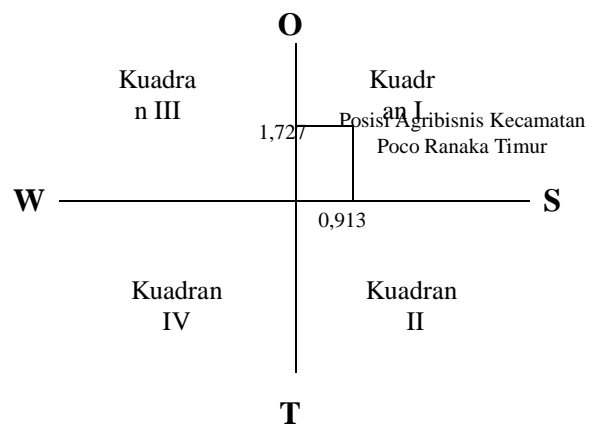 O
Kuadra
n III
Kuadr
an I
Posisi Agribisnis Kecamatan
Poco Ranaka Timur
1,727
W
S
0,913
Kuadran
IV
Kuadran
II
T